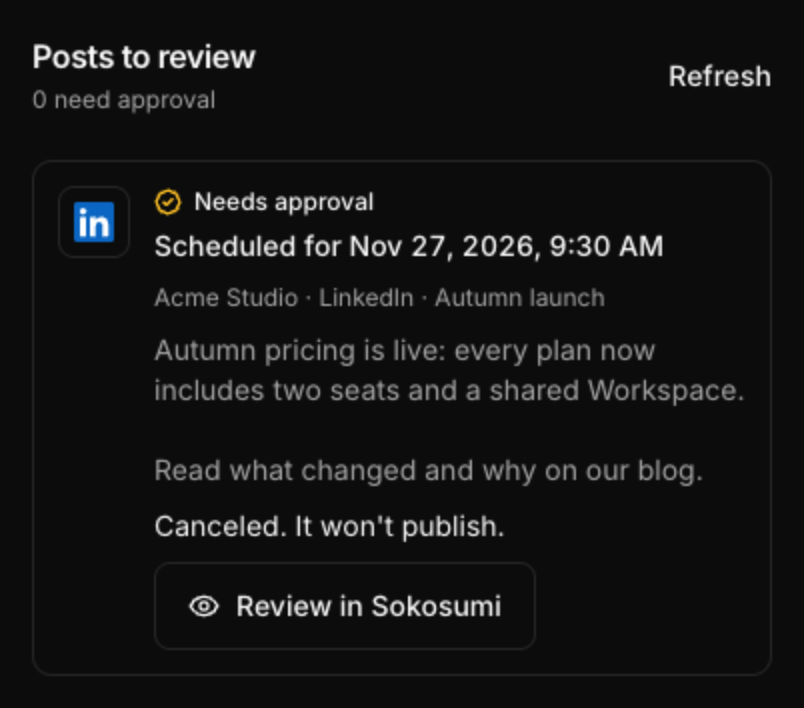 Posts to review
Refresh
0 need approval
in
Needs approval
Scheduled for Nov 27, 2026, 9:30 AM
Acme Studio · LinkedIn · Autumn launch
Autumn pricing is live: every plan now
includes two seats and a shared Workspace.
Read what changed and why on our blog.
Canceled. It won't publish.
Review in Sokosumi